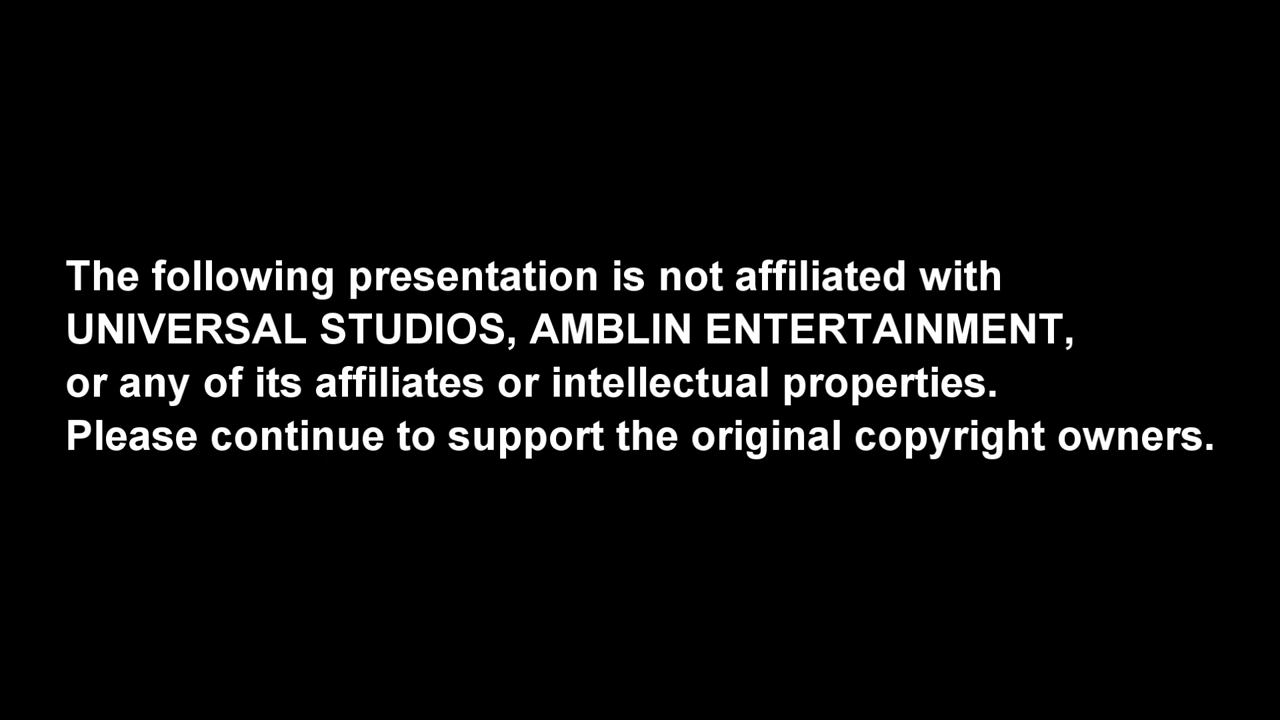 The following presentation is not affiliated with
UNIVERSAL STUDIOS, AMBLIN ENTERTAINMENT,
or any of its affiliates or intellectual properties.
Please continue to support the original copyright owners.